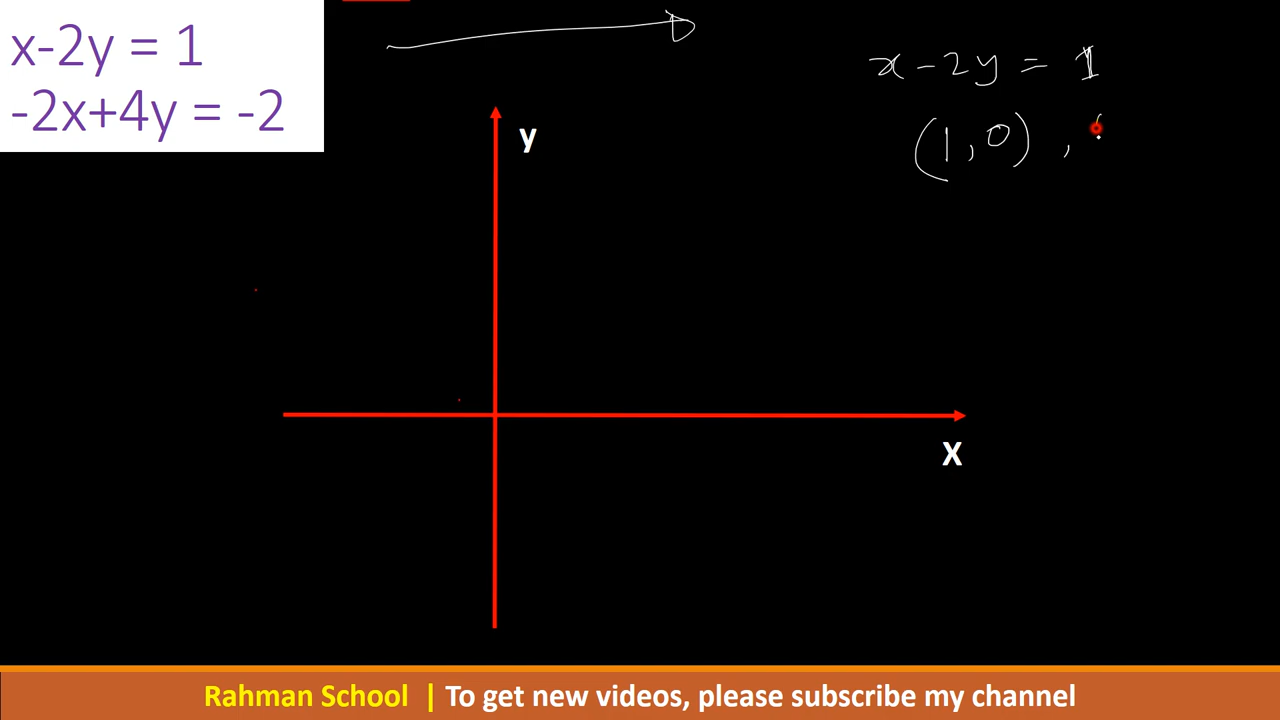 x-2y = 1
-2x+4y = -2
x - 2y = 1
(1, 0) ,
y
X
Rahman School | To get new videos, please subscribe my channel